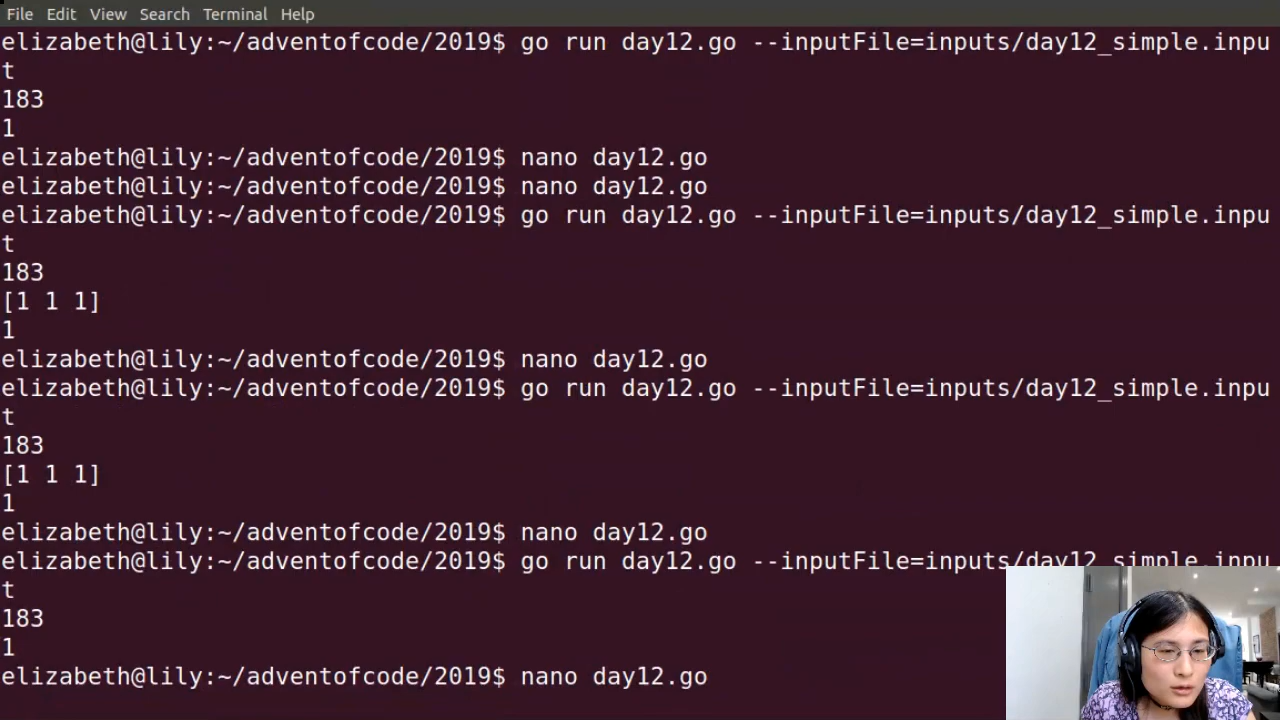 File Edit View Search Terminal Help
elizabeth@lily:~/adventofcode/2019$ go run day12.go --inputFile=inputs/day12_simple.inpu
t
183
1
elizabeth@lily:~/adventofcode/2019$ nano day12.go
elizabeth@lily:~/adventofcode/2019$ nano day12.go
elizabeth@lily:~/adventofcode/2019$ go run day12.go --inputFile=inputs/day12_simple.inpu
t
183
[1 1 1]
1
elizabeth@lily:~/adventofcode/2019$ nano day12.go
elizabeth@lily:~/adventofcode/2019$ go run day12.go --inputFile=inputs/day12_simple.inpu
t
183
[1 1 1]
1
elizabeth@lily:~/adventofcode/2019$ nano day12.go
elizabeth@lily:~/adventofcode/2019$ go run day12.go --inputFile=inputs/day12_simple.inpu
t
183
1
elizabeth@lily:~/adventofcode/2019$ nano day12.go